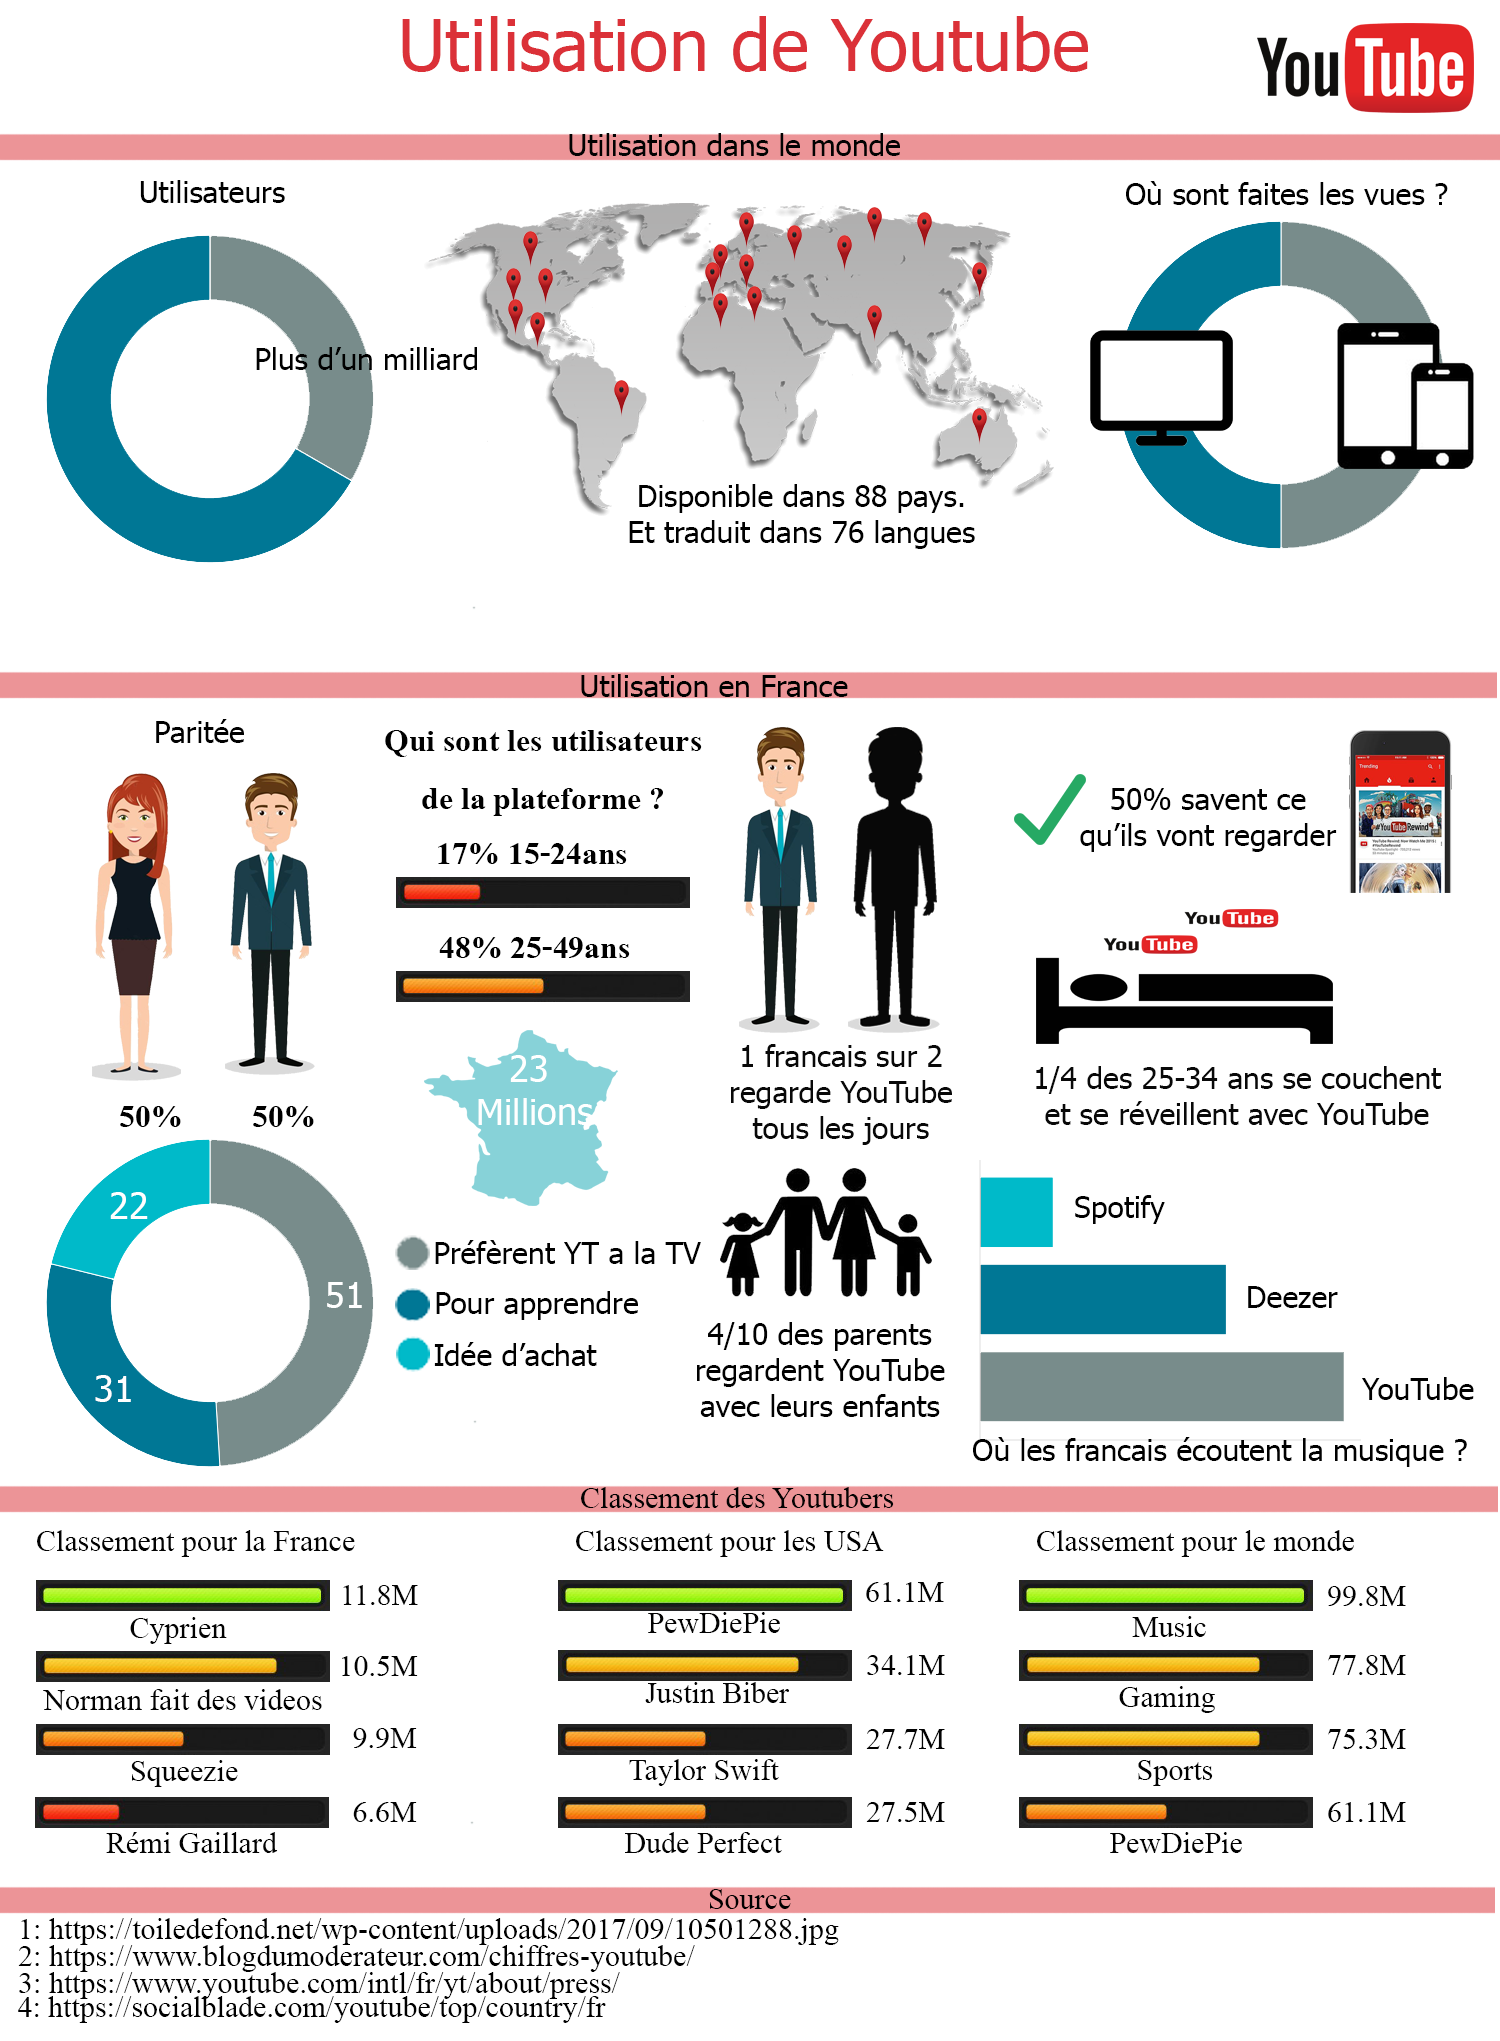 Utilisation de Youtube
YouTube
Utilisation dans le monde
Utilisateurs
Plus d’un milliard
Disponible dans 88 pays.
Et traduit dans 76 langues
Où sont faites les vues ?
Utilisation en France
Paritée
50%
50%
Qui sont les utilisateurs
de la plateforme ?
17% 15-24ans
48% 25-49ans
23
Millions
1 francais sur 2
regarde YouTube
tous les jours
50% savent ce
qu’ils vont regarder
Trending
#YouTubeRewind
YouTube
YouTube
1/4 des 25-34 ans se couchent
et se réveillent avec YouTube
22
51
31
Préfèrent YT a la TV
Pour apprendre
Idée d’achat
4/10 des parents
regardent YouTube
avec leurs enfants
Spotify
Deezer
YouTube
Où les francais écoutent la musique ?
Classement des Youtubers
Classement pour la France
11.8M
Cyprien
10.5M
Norman fait des videos
9.9M
Squeezie
6.6M
Rémi Gaillard
Classement pour les USA
61.1M
PewDiePie
34.1M
Justin Biber
27.7M
Taylor Swift
27.5M
Dude Perfect
Classement pour le monde
99.8M
Music
77.8M
Gaming
75.3M
Sports
61.1M
PewDiePie
Source
1: https://toiledefond.net/wp-content/uploads/2017/09/10501288.jpg
2: https://www.blogdumoderateur.com/chiffres-youtube/
3: https://www.youtube.com/intl/fr/yt/about/press/
4: https://socialblade.com/youtube/top/country/fr